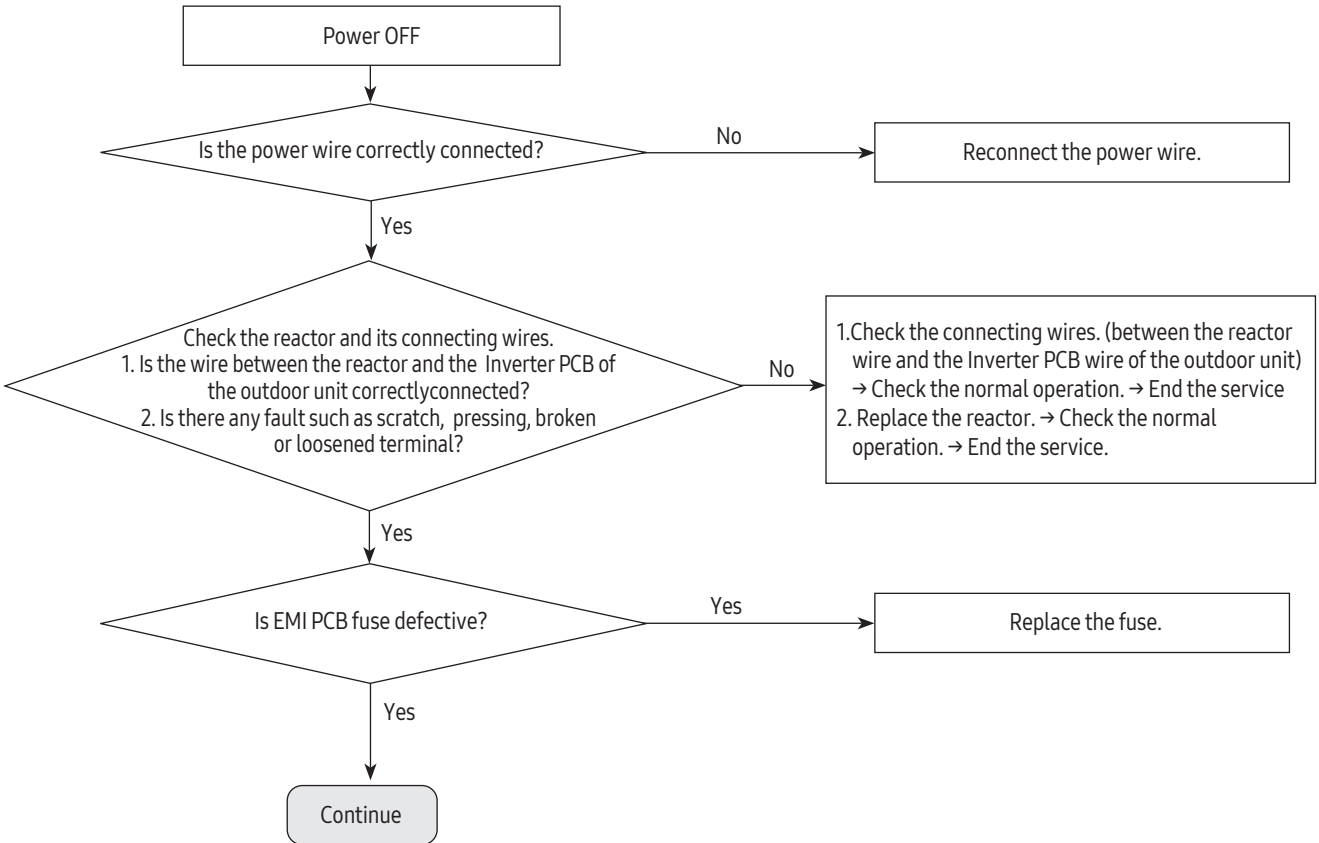 Power OFF
Is the power wire correctly connected?
No
Reconnect the power wire.
Yes
Check the reactor and its connecting wires.
1. Is the wire between the reactor and the Inverter PCB of
the outdoor unit correctlyconnected?
2. Is there any fault such as scratch, pressing, broken
or loosened terminal?
No
1.Check the connecting wires. (between the reactor
wire and the Inverter PCB wire of the outdoor unit)
→ Check the normal operation. → End the service
2. Replace the reactor. → Check the normal
operation. → End the service.
Yes
Is EMI PCB fuse defective?
Yes
Replace the fuse.
Yes
Continue